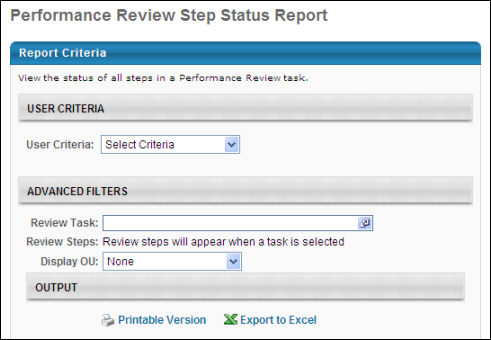 Performance Review Step Status Report
Report Criteria
View the status of all steps in a Performance Review task.
USER CRITERIA
User Criteria: Select Criteria
ADVANCED FILTERS
Review Task:
Review Steps: Review steps will appear when a task is selected
Display OU: None
OUTPUT
Printable Version Export to Excel